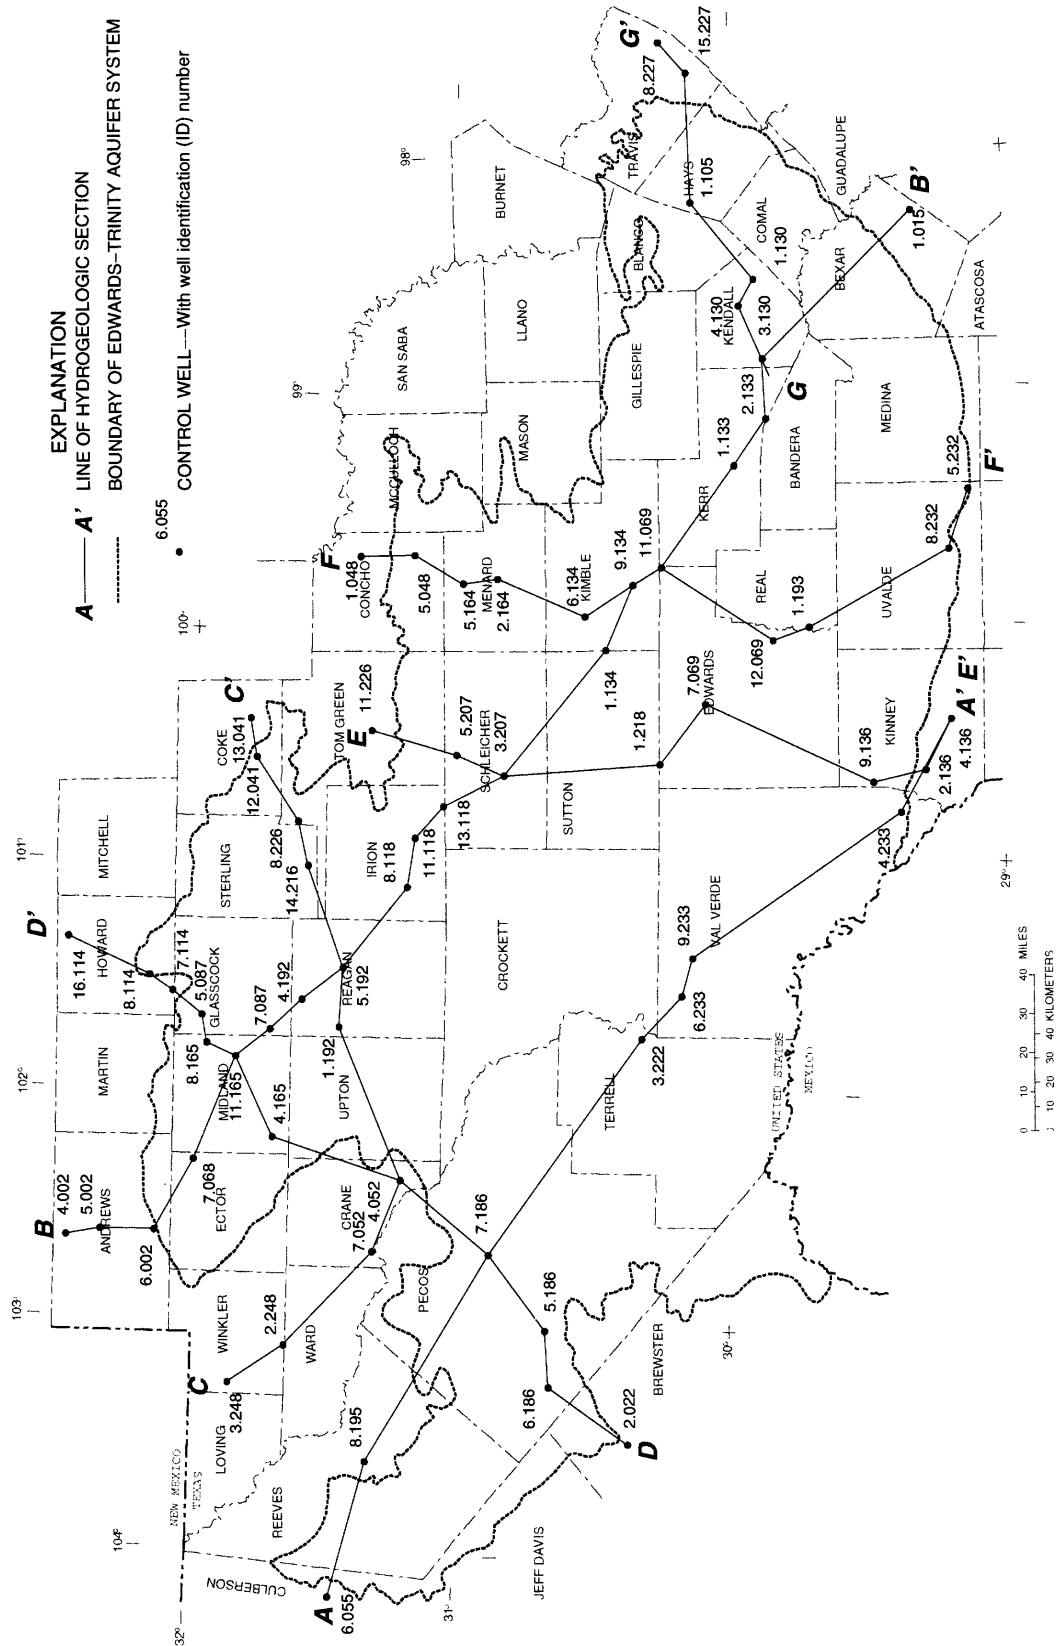 EXPLANATION
A A' LINE OF HYDROGEOLOGIC SECTION
BOUNDARY OF EDWARDS–TRINITY AQUIFER SYSTEM
6.055
CONTROL WELL—With well identification (ID) number
104°
103°
102°
101°
100°
99°
98°
32°
31°
30°
29°
NEW MEXICO
TEXAS
UNITED STATES
MEXICO
CULBERSON
REEVES
LOVING
WINKLER
WARD
JEFF DAVIS
BREWSTER
PECOS
CRANE
ECTOR
ANDREWS
MARTIN
MIDLAND
UPTON
TERRELL
HOWARD
GLASSCOCK
REAGAN
CROCKETT
VAL VERDE
MITCHELL
STERLING
IRION
COKE
TOM GREEN
SCHLEICHER
SUTTON
EDWARDS
KINNEY
CONCHO
MENARD
KIMBLE
REAL
UVALDE
McCULLOCH
SAN SABA
MASON
LLANO
GILLESPIE
KERR
BANDERA
MEDINA
BURNET
BLANCO
KENDALL
TRAVIS
HAYS
COMAL
BEXAR
GUADALUPE
ATASCOSA
A
6.055
8.195
7.186
3.222
6.233
9.233
4.233
2.136
4.136
A' E'
B
4.002
5.002
6.002
7.068
11.165
7.087
4.192
5.192
8.118
11.118
13.118
3.207
1.134
9.134
11.069
1.133
2.133
3.130
1.015
B'
C
3.248
2.248
7.052
4.052
1.192
14.216
8.226
12.041
13.041
C'
D
2.022
6.186
5.186
4.165
8.165
5.087
7.114
8.114
16.114
D'
E
11.226
5.207
1.218
7.069
9.136
F
1.048
5.048
5.164
2.164
6.134
12.069
1.193
8.232
5.232
F'
G
4.130
1.130
1.105
8.227
15.227
G'
0 10 20 30 40 MILES
10 20 30 40 KILOMETERS